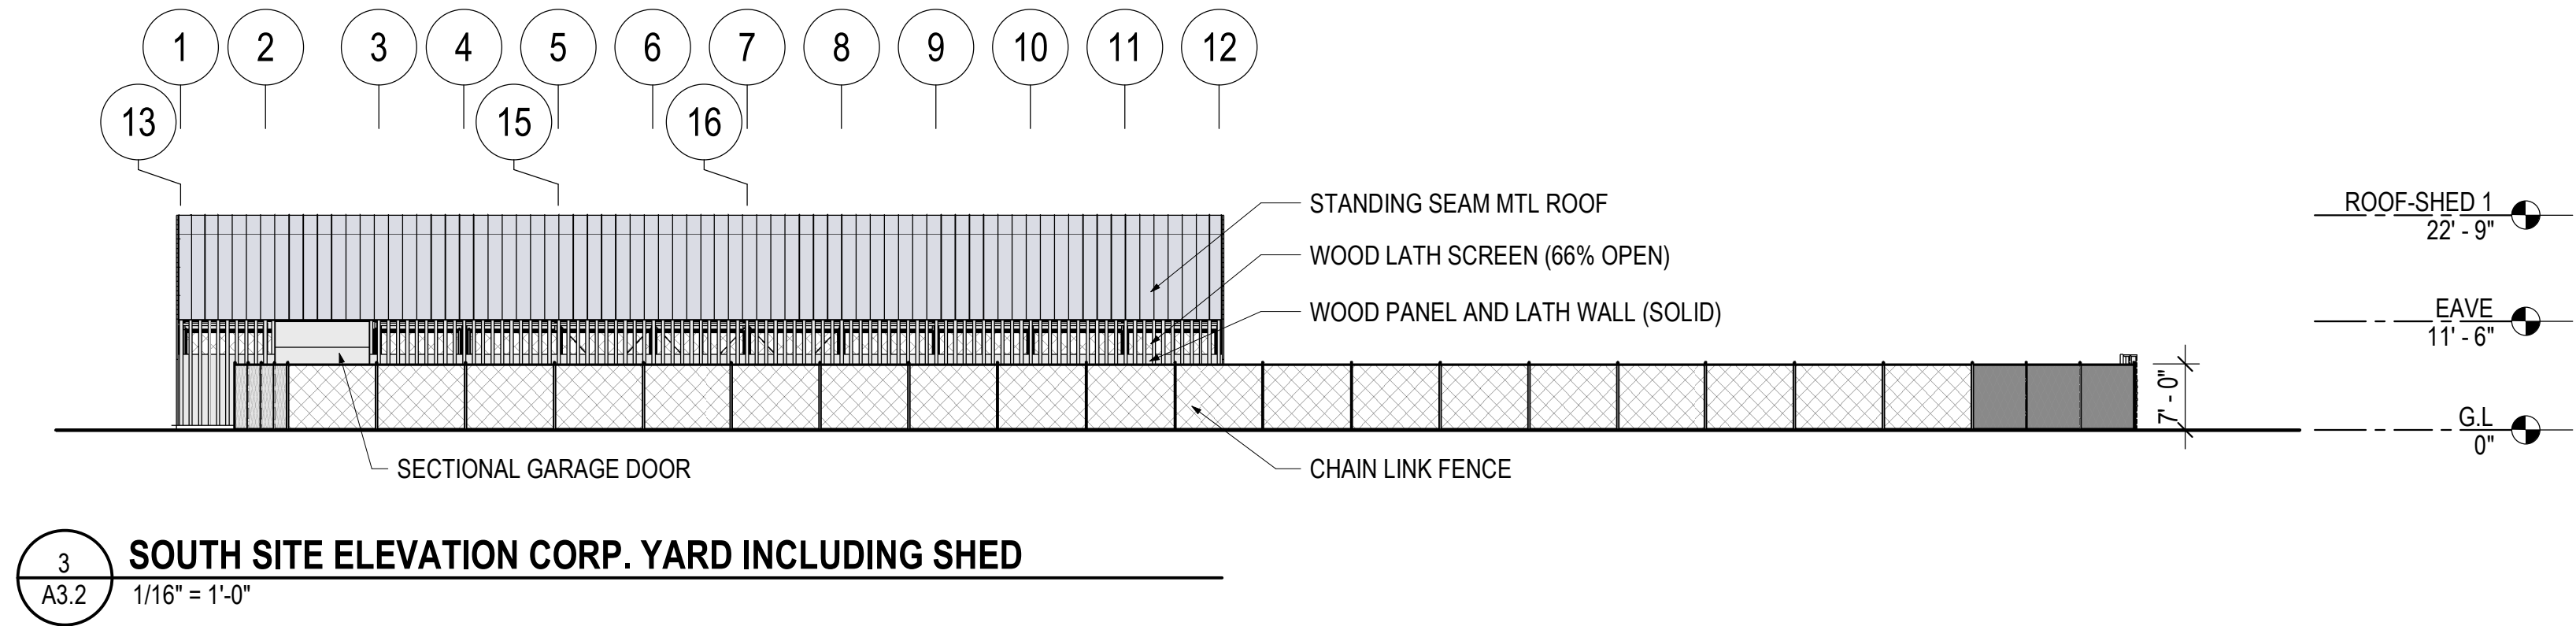 1 2 3 4 5 6 7 8 9 10 11 12
13 15 16
STANDING SEAM MTL ROOF
WOOD LATH SCREEN (66% OPEN)
WOOD PANEL AND LATH WALL (SOLID)
ROOF-SHED 1
22' - 9"
EAVE
11' - 6"
7' - 0"
G.L
0"
SECTIONAL GARAGE DOOR
CHAIN LINK FENCE
3
A3.2
SOUTH SITE ELEVATION CORP. YARD INCLUDING SHED
1/16" = 1'-0"